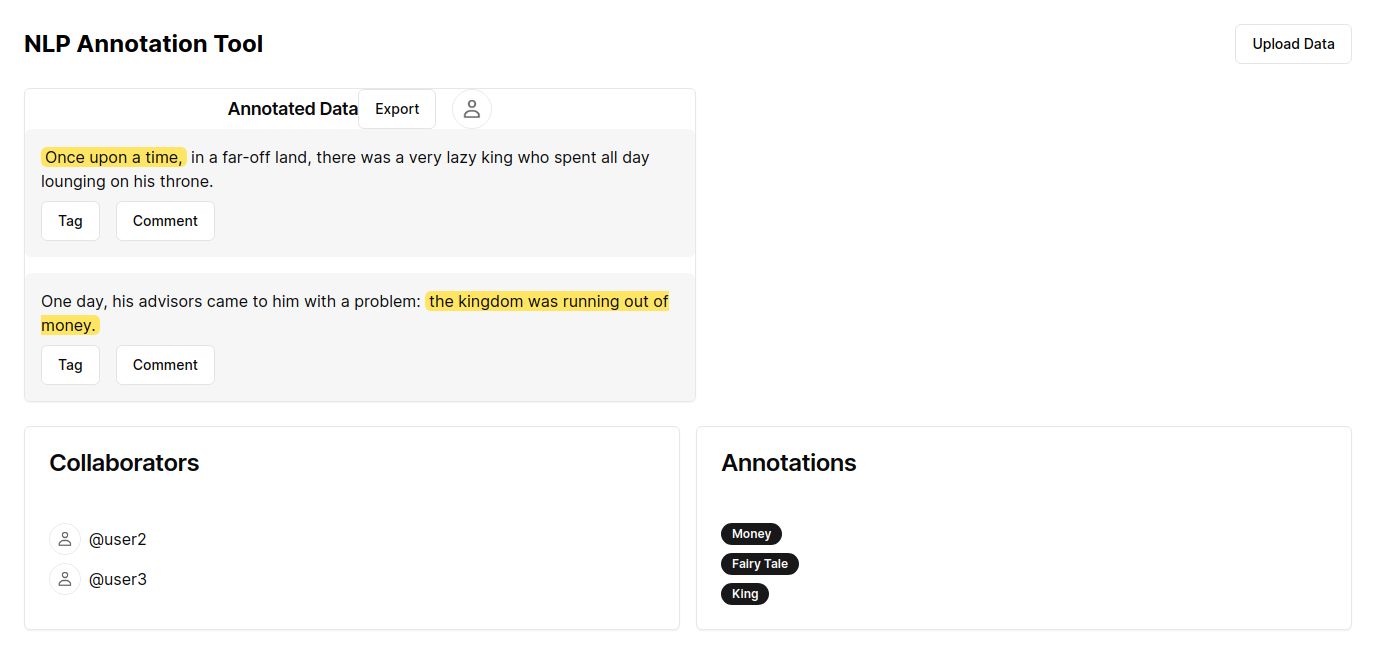 NLP Annotation Tool
Upload Data
Annotated Data
Export
Once upon a time, in a far-off land, there was a very lazy king who spent all day
lounging on his throne.
Tag
Comment
One day, his advisors came to him with a problem: the kingdom was running out of
money.
Tag
Comment
Collaborators
@user2
@user3
Annotations
Money
Fairy Tale
King